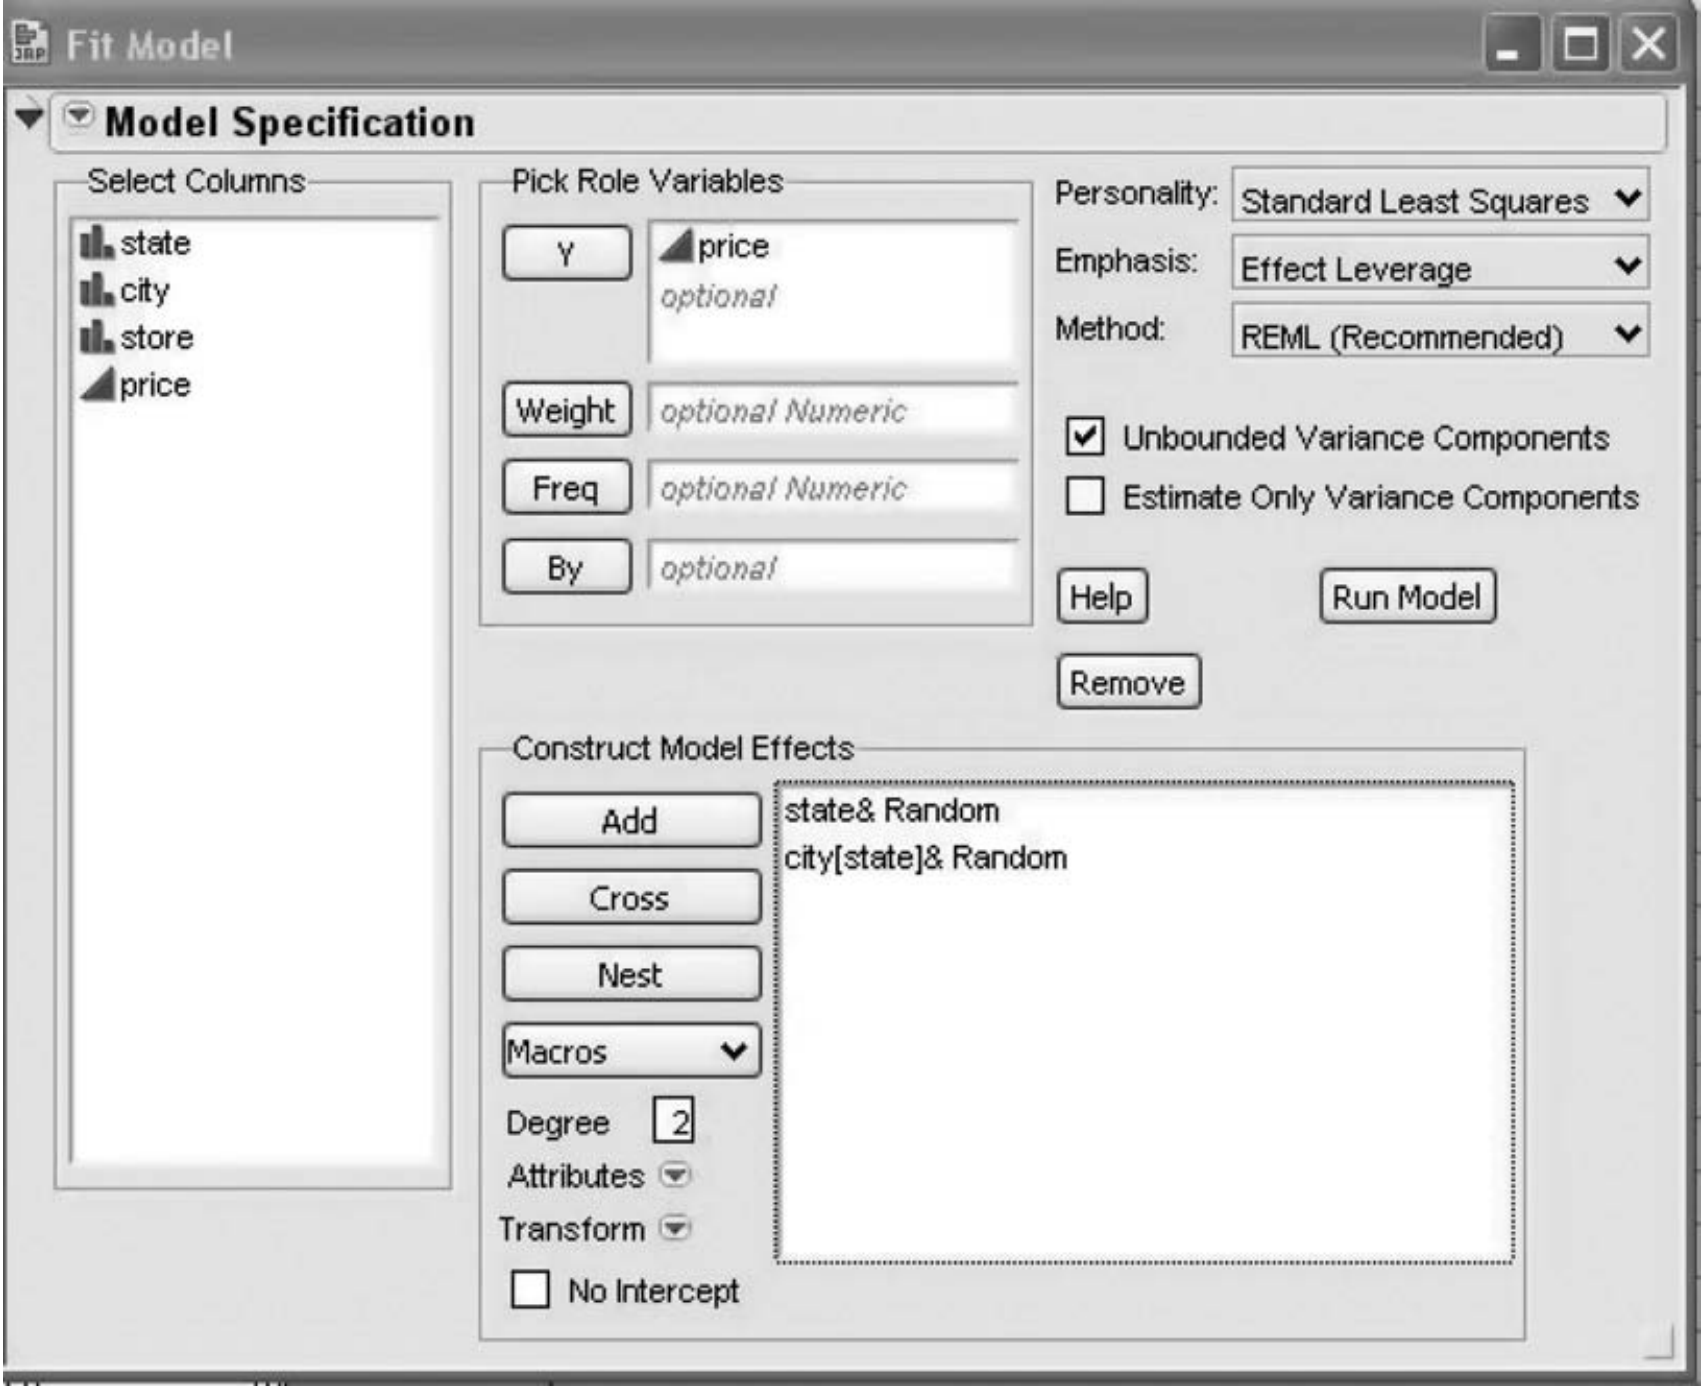 Fit Model
Model Specification
Select Columns
state
city
store
price
Pick Role Variables
Y
price
optional
Weight
optional Numeric
Freq
optional Numeric
By
optional
Personality:
Standard Least Squares
Emphasis:
Effect Leverage
Method:
REML (Recommended)
Unbounded Variance Components
Estimate Only Variance Components
Help
Run Model
Remove
Construct Model Effects
Add
Cross
Nest
Macros
Degree
2
Attributes
Transform
No Intercept
state& Random
city[state]& Random